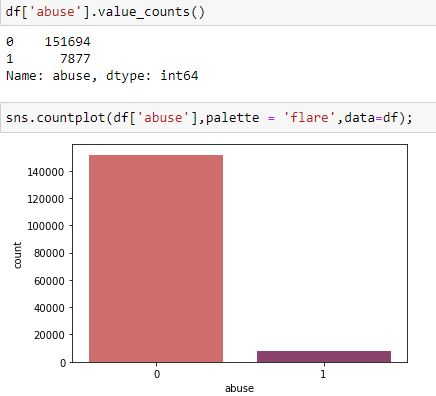 df['abuse'].value_counts()
0    151694
1      7877
Name: abuse, dtype: int64
sns.countplot(df['abuse'],palette = 'flare',data=df);
140000
120000
100000
80000
60000
40000
20000
0
count
0 1
abuse